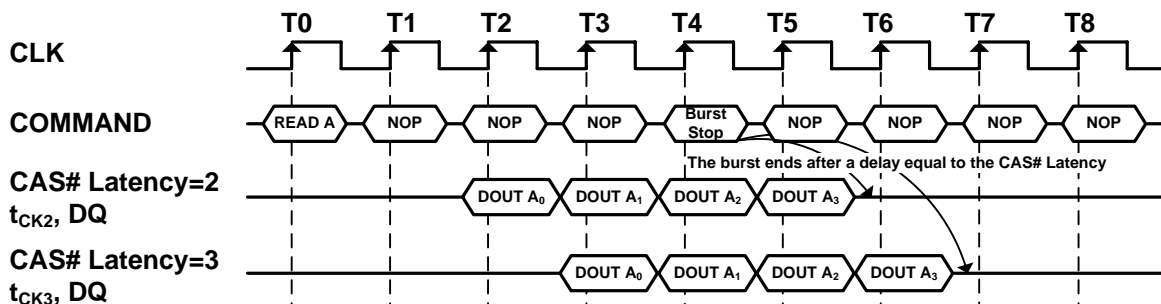 T0 T1 T2 T3 T4 T5 T6 T7 T8
CLK
COMMAND READ A NOP NOP NOP Burst Stop NOP NOP NOP NOP
The burst ends after a delay equal to the CAS# Latency
CAS# Latency=2
tCK2, DQ DOUT A0 DOUT A1 DOUT A2 DOUT A3
CAS# Latency=3
tCK3, DQ DOUT A0 DOUT A1 DOUT A2 DOUT A3